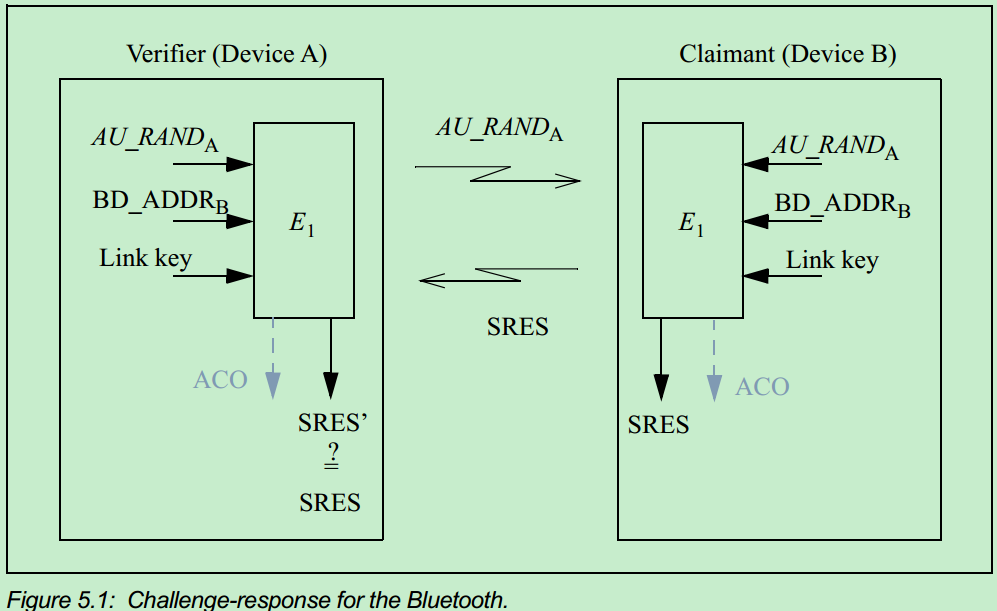 Verifier (Device A)
Claimant (Device B)
AU_RANDA
BD_ADDRB
Link key
E1
ACO
SRES’
?
=
SRES
AU_RANDA
SRES
AU_RANDA
BD_ADDRB
Link key
E1
SRES
ACO
Figure 5.1: Challenge-response for the Bluetooth.